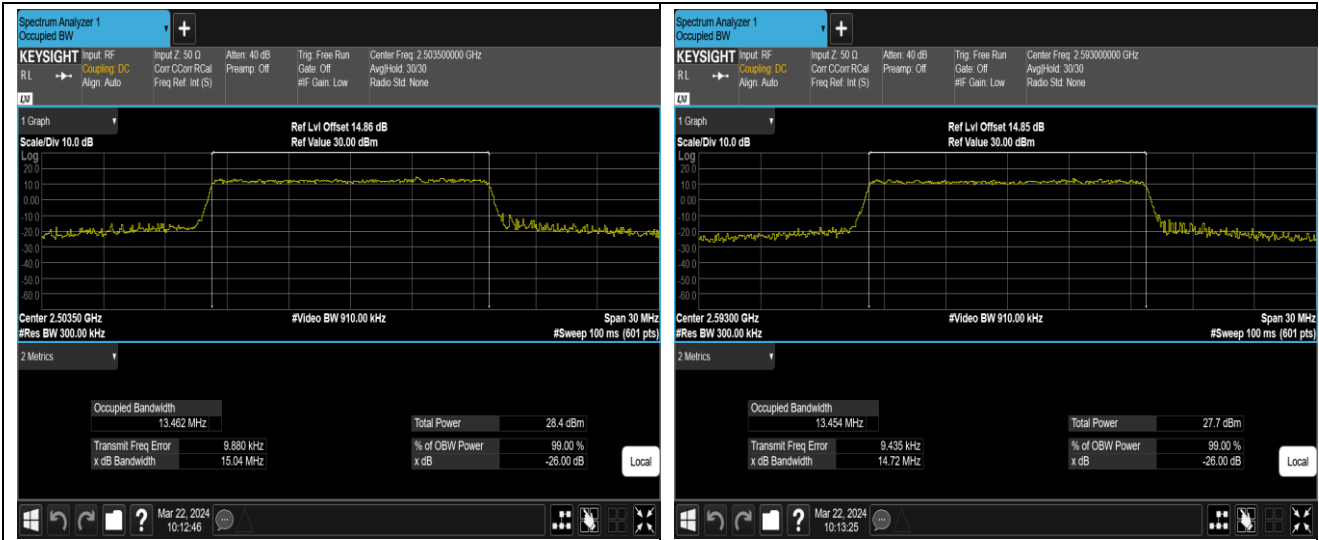 Spectrum Analyzer 1
Occupied BW
+
KEYSIGHT Input: RF Input Z: 50 Ω Atten: 40 dB Trig: Free Run Center Freq: 2.503500000 GHz
RL Coupling: DC Corr CCorr RCal Preamp: Off Gate: Off Avg|Hold: 30/30
Align: Auto Freq Ref: Int (S) #IF Gain: Low Radio Std: None
LXI
1 Graph
Ref Lvl Offset 14.86 dB
Scale/Div 10.0 dB Ref Value 30.00 dBm
Log
20.0
10.0
0.00
-10.0
-20.0
-30.0
-40.0
-50.0
-60.0
Center 2.50350 GHz #Video BW 910.00 kHz Span 30 MHz
#Res BW 300.00 kHz #Sweep 100 ms (601 pts)
2 Metrics
Occupied Bandwidth
13.462 MHz Total Power 28.4 dBm
Transmit Freq Error 9.880 kHz % of OBW Power 99.00 %
x dB Bandwidth 15.04 MHz x dB -26.00 dB
Local
?
Mar 22, 2024
10:12:46
Spectrum Analyzer 1
Occupied BW
+
KEYSIGHT Input: RF Input Z: 50 Ω Atten: 40 dB Trig: Free Run Center Freq: 2.593000000 GHz
RL Coupling: DC Corr CCorr RCal Preamp: Off Gate: Off Avg|Hold: 30/30
Align: Auto Freq Ref: Int (S) #IF Gain: Low Radio Std: None
LXI
1 Graph
Ref Lvl Offset 14.85 dB
Scale/Div 10.0 dB Ref Value 30.00 dBm
Log
20.0
10.0
0.00
-10.0
-20.0
-30.0
-40.0
-50.0
-60.0
Center 2.59300 GHz #Video BW 910.00 kHz Span 30 MHz
#Res BW 300.00 kHz #Sweep 100 ms (601 pts)
2 Metrics
Occupied Bandwidth
13.454 MHz Total Power 27.7 dBm
Transmit Freq Error 9.435 kHz % of OBW Power 99.00 %
x dB Bandwidth 14.72 MHz x dB -26.00 dB
Local
?
Mar 22, 2024
10:13:25